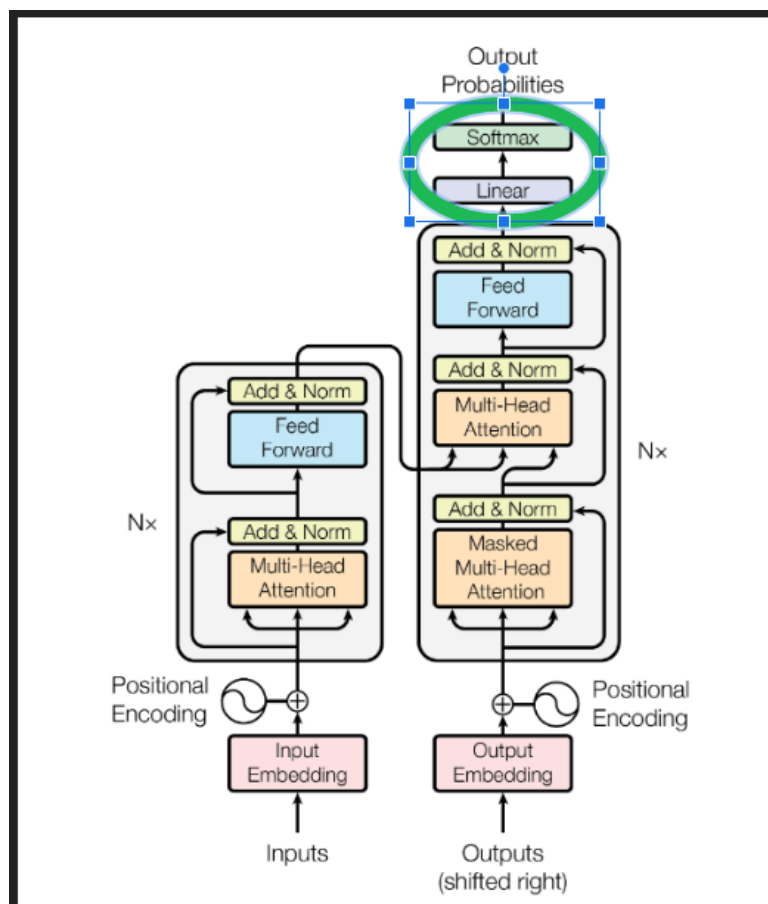 Output
Probabilities
Softmax
Linear
Add & Norm
Feed
Forward
Add & Norm
Multi-Head
Attention
Nx
Add & Norm
Masked
Multi-Head
Attention
Add & Norm
Feed
Forward
Nx
Add & Norm
Multi-Head
Attention
Positional
Encoding
Positional
Encoding
Input
Embedding
Output
Embedding
Inputs
Outputs
(shifted right)